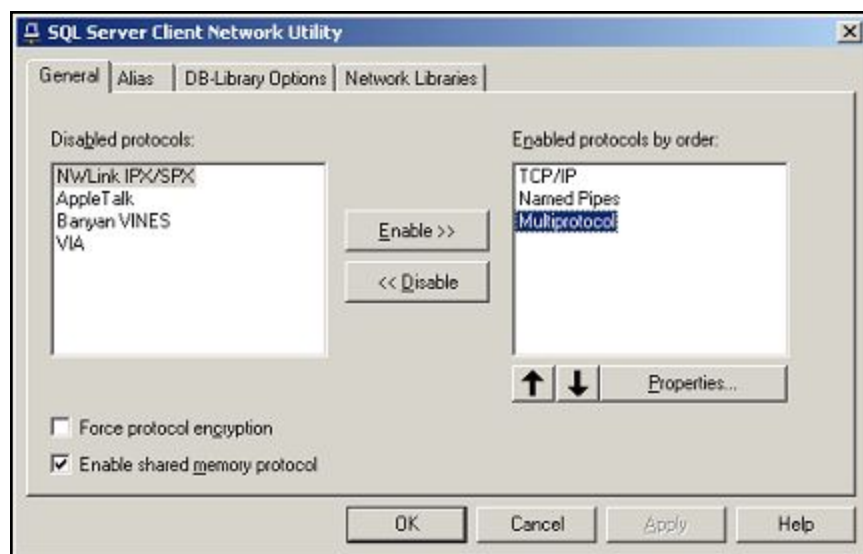 SQL Server Client Network Utility
General
Alias
DB-Library Options
Network Libraries
Disabled protocols:
NWLink IPX/SPX
AppleTalk
Banyan VINES
VIA
Enable >>
<< Disable
Enabled protocols by order:
TCP/IP
Named Pipes
Multiprotocol
Properties...
Force protocol encryption
Enable shared memory protocol
OK
Cancel
Apply
Help